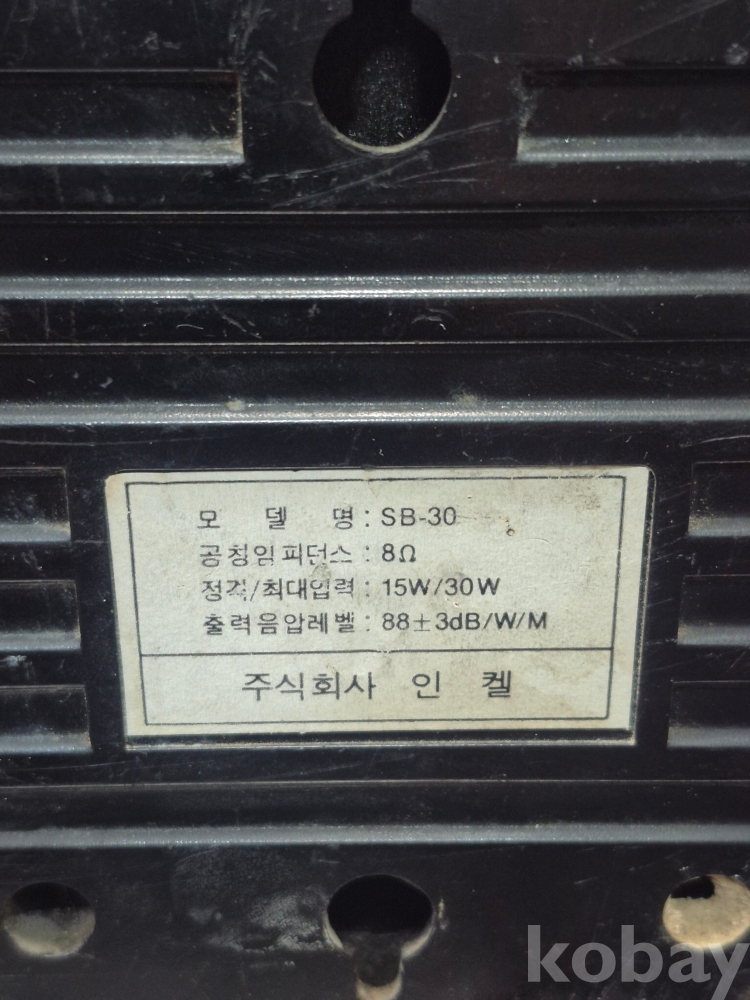 모 델 명 : SB-30
공칭임피던스 : 8Ω
정격/최대입력 : 15W/30W
출력음압레벨 : 88±3dB/W/M
주식회사 인 켈
kobay